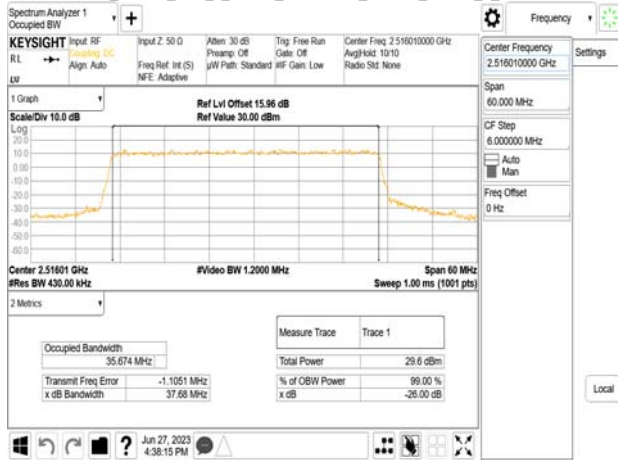 Spectrum Analyzer 1
Occupied BW
+
Frequency
KEYSIGHT Input: RF Input Z: 50 Ω Atten: 30 dB Trig: Free Run Center Freq: 2.516010000 GHz
RL Coupling: DC Preamp: Off Gate: Off Avg|Hold: 10/10
Align: Auto Freq Ref: Int (S) µW Path: Standard #IF Gain: Low Radio Std: None
LXI NFE: Adaptive
Center Frequency
2.516010000 GHz
Settings
Span
60.000 MHz
CF Step
6.000000 MHz
Auto
Man
Freq Offset
0 Hz
1 Graph
Ref Lvl Offset 15.96 dB
Scale/Div 10.0 dB Ref Value 30.00 dBm
Log
20.0
10.0
0.00
-10.0
-20.0
-30.0
-40.0
-50.0
-60.0
Center 2.51601 GHz #Video BW 1.2000 MHz Span 60 MHz
#Res BW 430.00 kHz Sweep 1.00 ms (1001 pts)
2 Metrics
Measure Trace Trace 1
Occupied Bandwidth
35.674 MHz Total Power 29.6 dBm
Transmit Freq Error -1.1051 MHz % of OBW Power 99.00 %
x dB Bandwidth 37.68 MHz x dB -26.00 dB
Local
?
Jun 27, 2023
4:38:15 PM